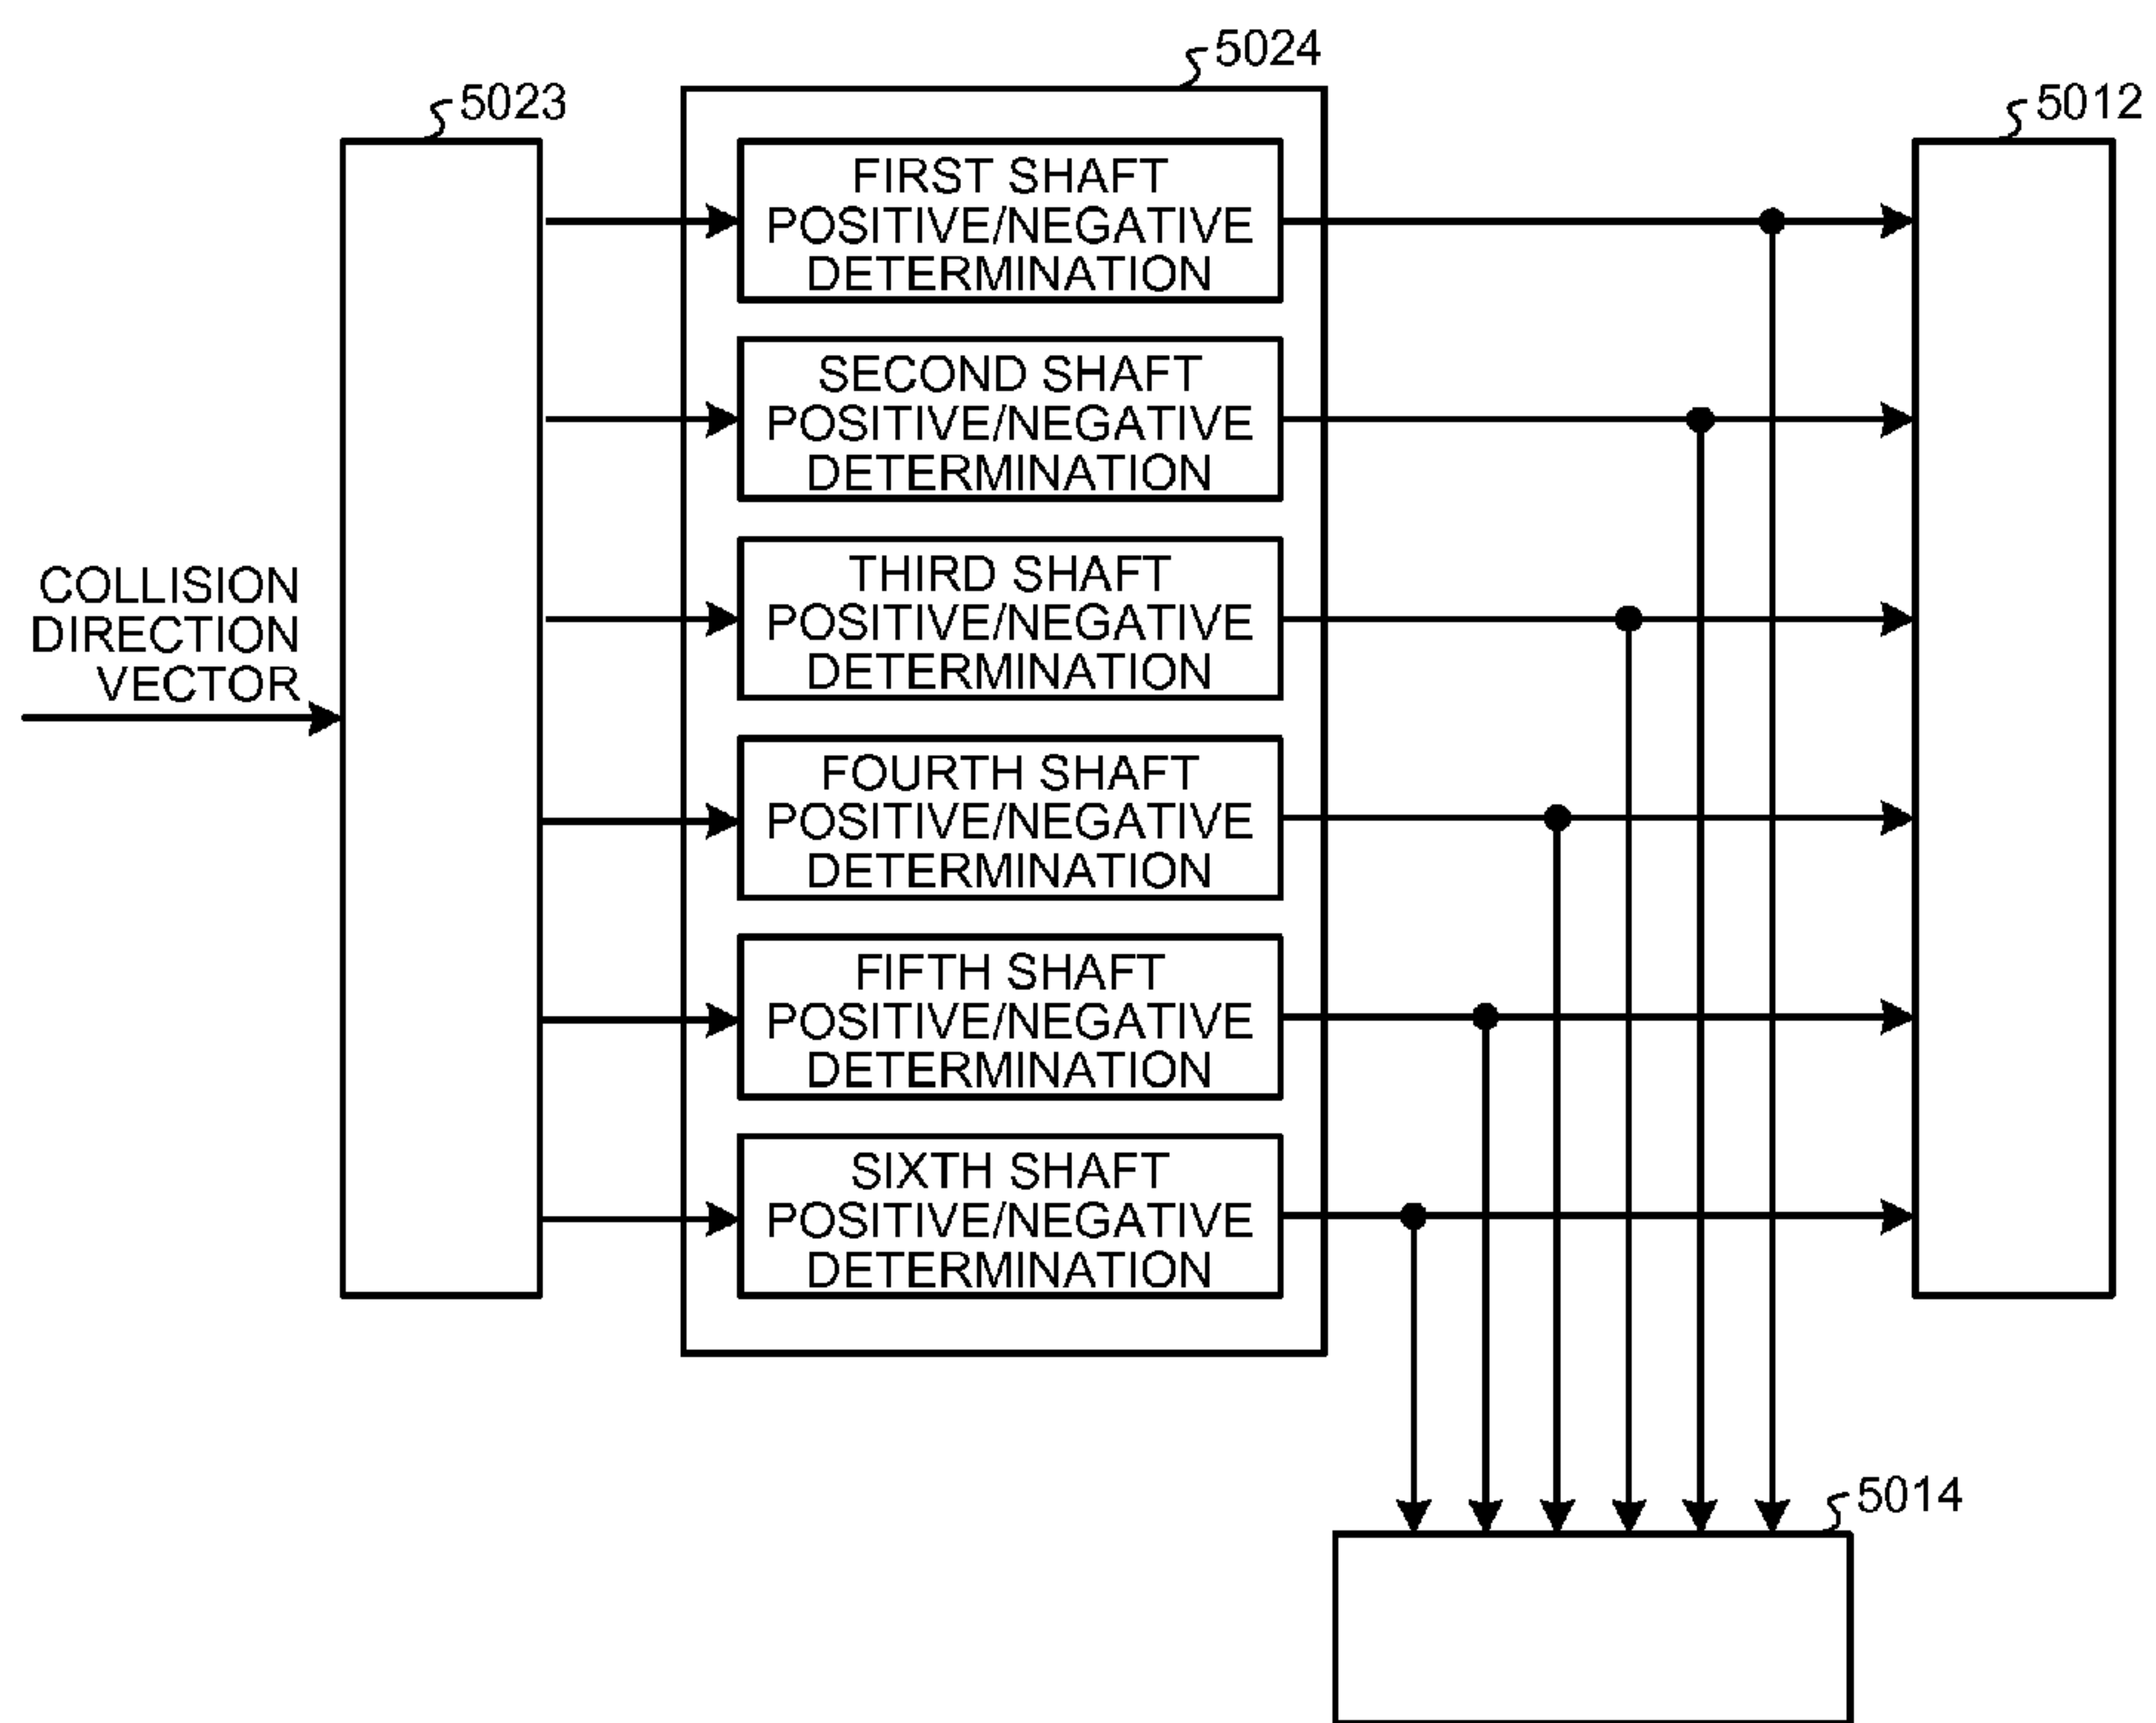 5024
5023
5012
FIRST SHAFT
POSITIVE/NEGATIVE
DETERMINATION
SECOND SHAFT
POSITIVE/NEGATIVE
DETERMINATION
THIRD SHAFT
POSITIVE/NEGATIVE
DETERMINATION
COLLISION
DIRECTION
VECTOR
FOURTH SHAFT
POSITIVE/NEGATIVE
DETERMINATION
FIFTH SHAFT
POSITIVE/NEGATIVE
DETERMINATION
SIXTH SHAFT
POSITIVE/NEGATIVE
DETERMINATION
5014